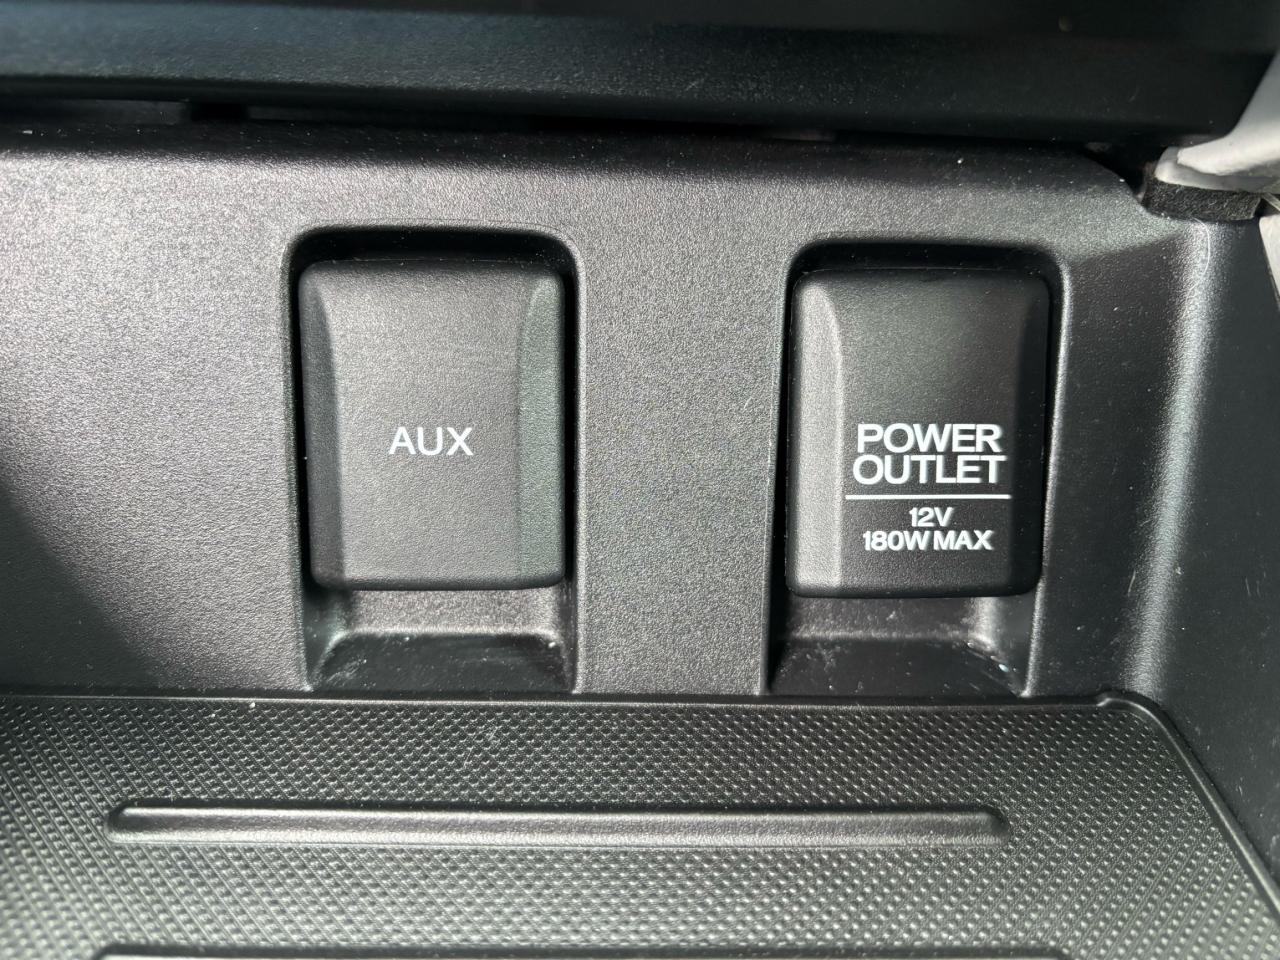 AUX
POWER
OUTLET
12V
180W MAX